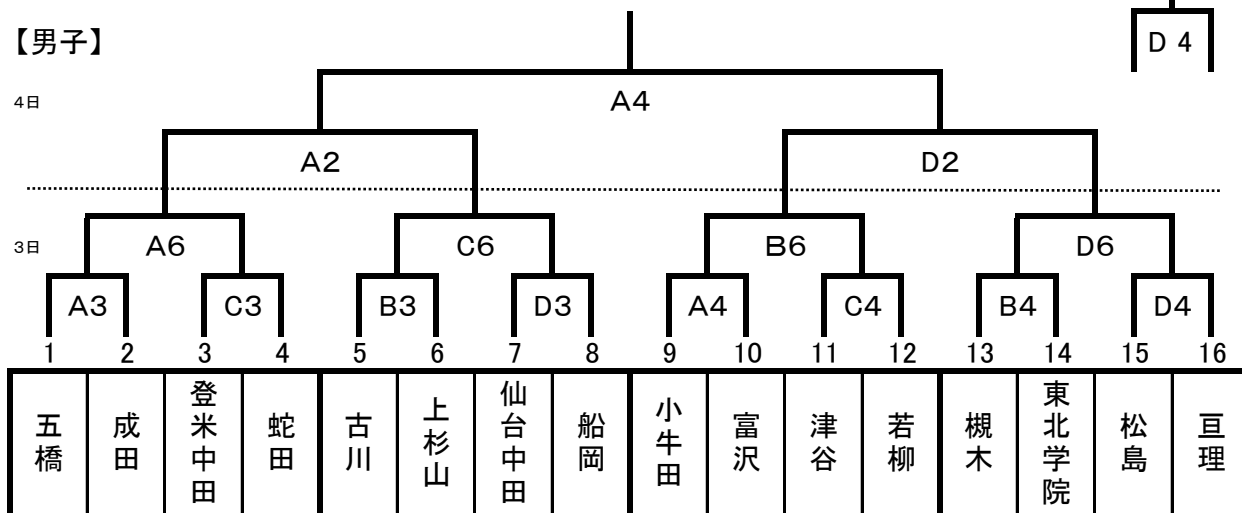 【男子】
D 4
4日
A4
A2
D2
3日
A6
C6
B6
D6
A3
C3
B3
D3
A4
C4
B4
D4
1 2 3 4 5 6 7 8 9 10 11 12 13 14 15 16
五橋
成田
登米中田
蛇田
古川
上杉山
仙台中田
船岡
小牛田
富沢
津谷
若柳
槻木
東北学院
松島
亘理